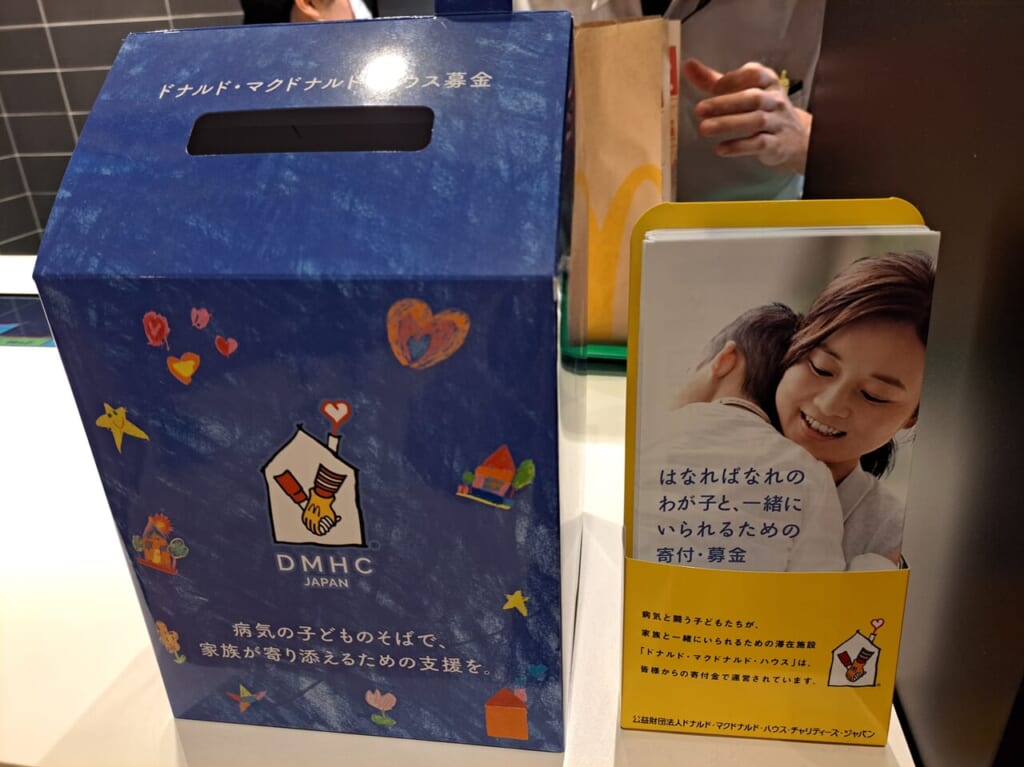 ドナルド・マクドナルド・ハウス募金
DMHC
JAPAN
病気の子どものそばで、
家族が寄り添えるための支援を。
はなればなれの
わが子と、一緒に
いられるための
寄付・募金
病気と闘う子どもたちが、
家族と一緒にいられるための滞在施設
「ドナルド・マクドナルド・ハウス」は、
皆様からの寄付金で運営されています。
公益財団法人ドナルド・マクドナルド・ハウス・チャリティーズ・ジャパン